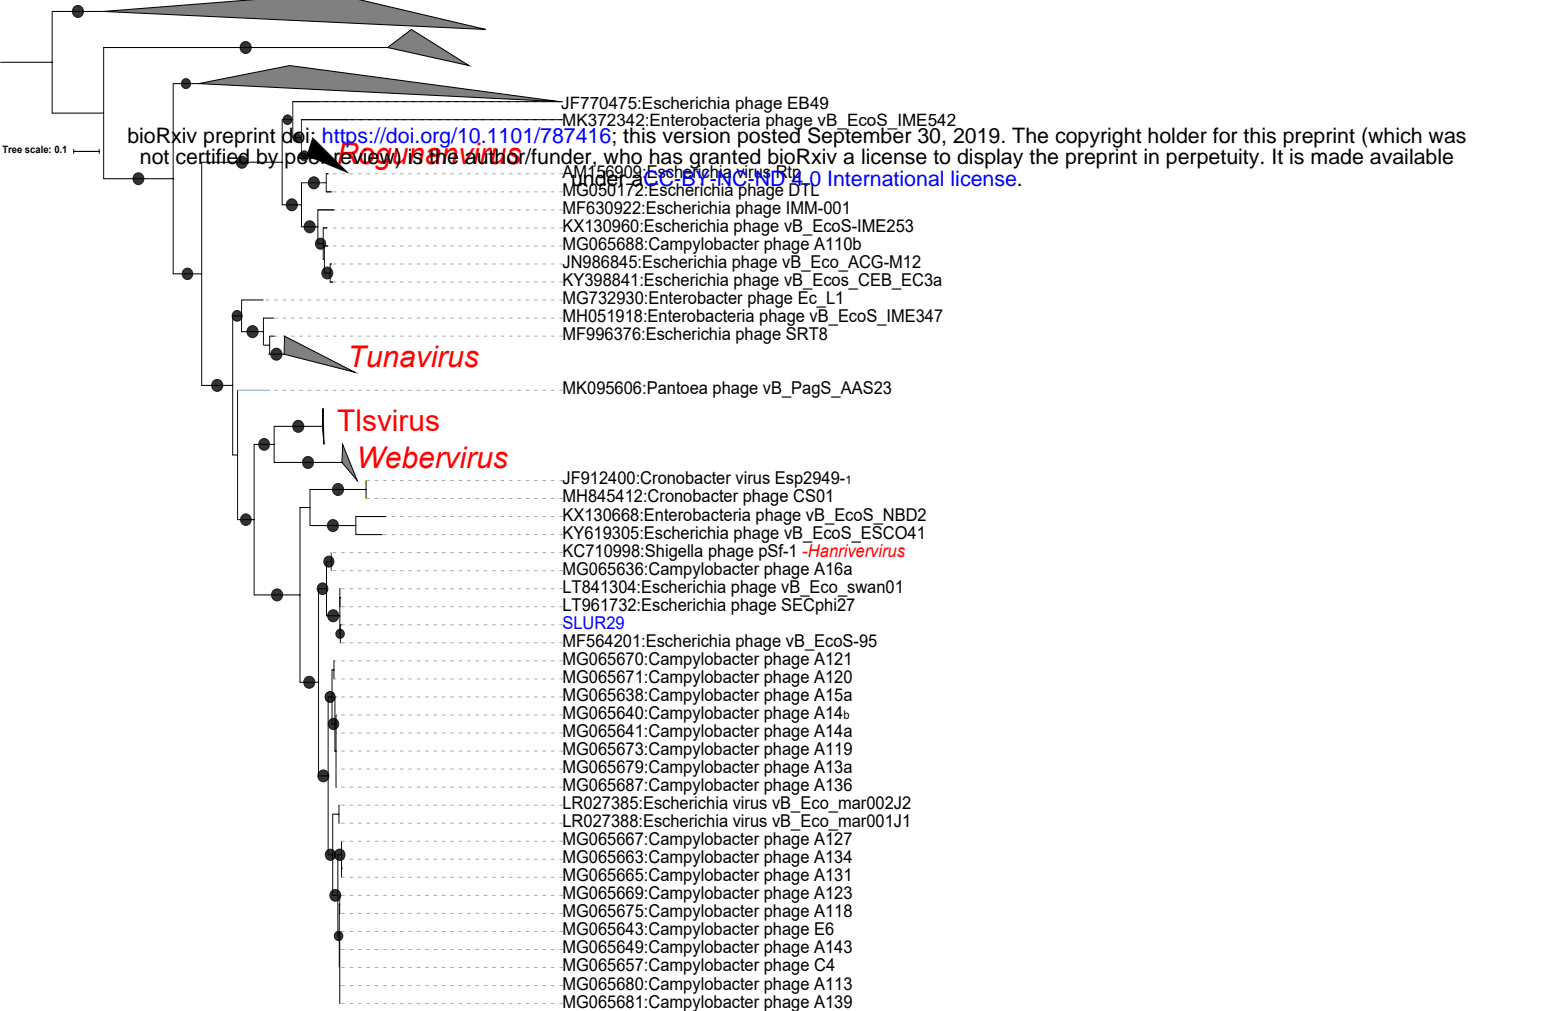 JF770475:Escherichia phage EB49
MK372342:Enterobacteria phage vB_EcoS_IME542
bioRxiv preprint doi: https://doi.org/10.1101/787416; this version posted September 30, 2019. The copyright holder for this preprint (which was
Tree scale: 0.1
not certified by peer review) is the author/funder, who has granted bioRxiv a license to display the preprint in perpetuity. It is made available
Rogunavirus
AM156909:Escherichia virus Rtp
under aCC-BY-NC-ND 4.0 International license.
MG050172:Escherichia phage DTL
MF630922:Escherichia phage IMM-001
KX130960:Escherichia phage vB_EcoS-IME253
MG065688:Campylobacter phage A110b
JN986845:Escherichia phage vB_Eco_ACG-M12
KY398841:Escherichia phage vB_Ecos_CEB_EC3a
MG732930:Enterobacter phage Ec_L1
MH051918:Enterobacteria phage vB_EcoS_IME347
MF996376:Escherichia phage SRT8
Tunavirus
MK095606:Pantoea phage vB_PagS_AAS23
Tlsvirus
Webervirus
JF912400:Cronobacter virus Esp2949-1
MH845412:Cronobacter phage CS01
KX130668:Enterobacteria phage vB_EcoS_NBD2
KY619305:Escherichia phage vB_EcoS_ESCO41
KC710998:Shigella phage pSf-1 -Hanrivervirus
MG065636:Campylobacter phage A16a
LT841304:Escherichia phage vB_Eco_swan01
LT961732:Escherichia phage SECphi27
SLUR29
MF564201:Escherichia phage vB_EcoS-95
MG065670:Campylobacter phage A121
MG065671:Campylobacter phage A120
MG065638:Campylobacter phage A15a
MG065640:Campylobacter phage A14b
MG065641:Campylobacter phage A14a
MG065673:Campylobacter phage A119
MG065679:Campylobacter phage A13a
MG065687:Campylobacter phage A136
LR027385:Escherichia virus vB_Eco_mar002J2
LR027388:Escherichia virus vB_Eco_mar001J1
MG065667:Campylobacter phage A127
MG065663:Campylobacter phage A134
MG065665:Campylobacter phage A131
MG065669:Campylobacter phage A123
MG065675:Campylobacter phage A118
MG065643:Campylobacter phage E6
MG065649:Campylobacter phage A143
MG065657:Campylobacter phage C4
MG065680:Campylobacter phage A113
MG065681:Campylobacter phage A139